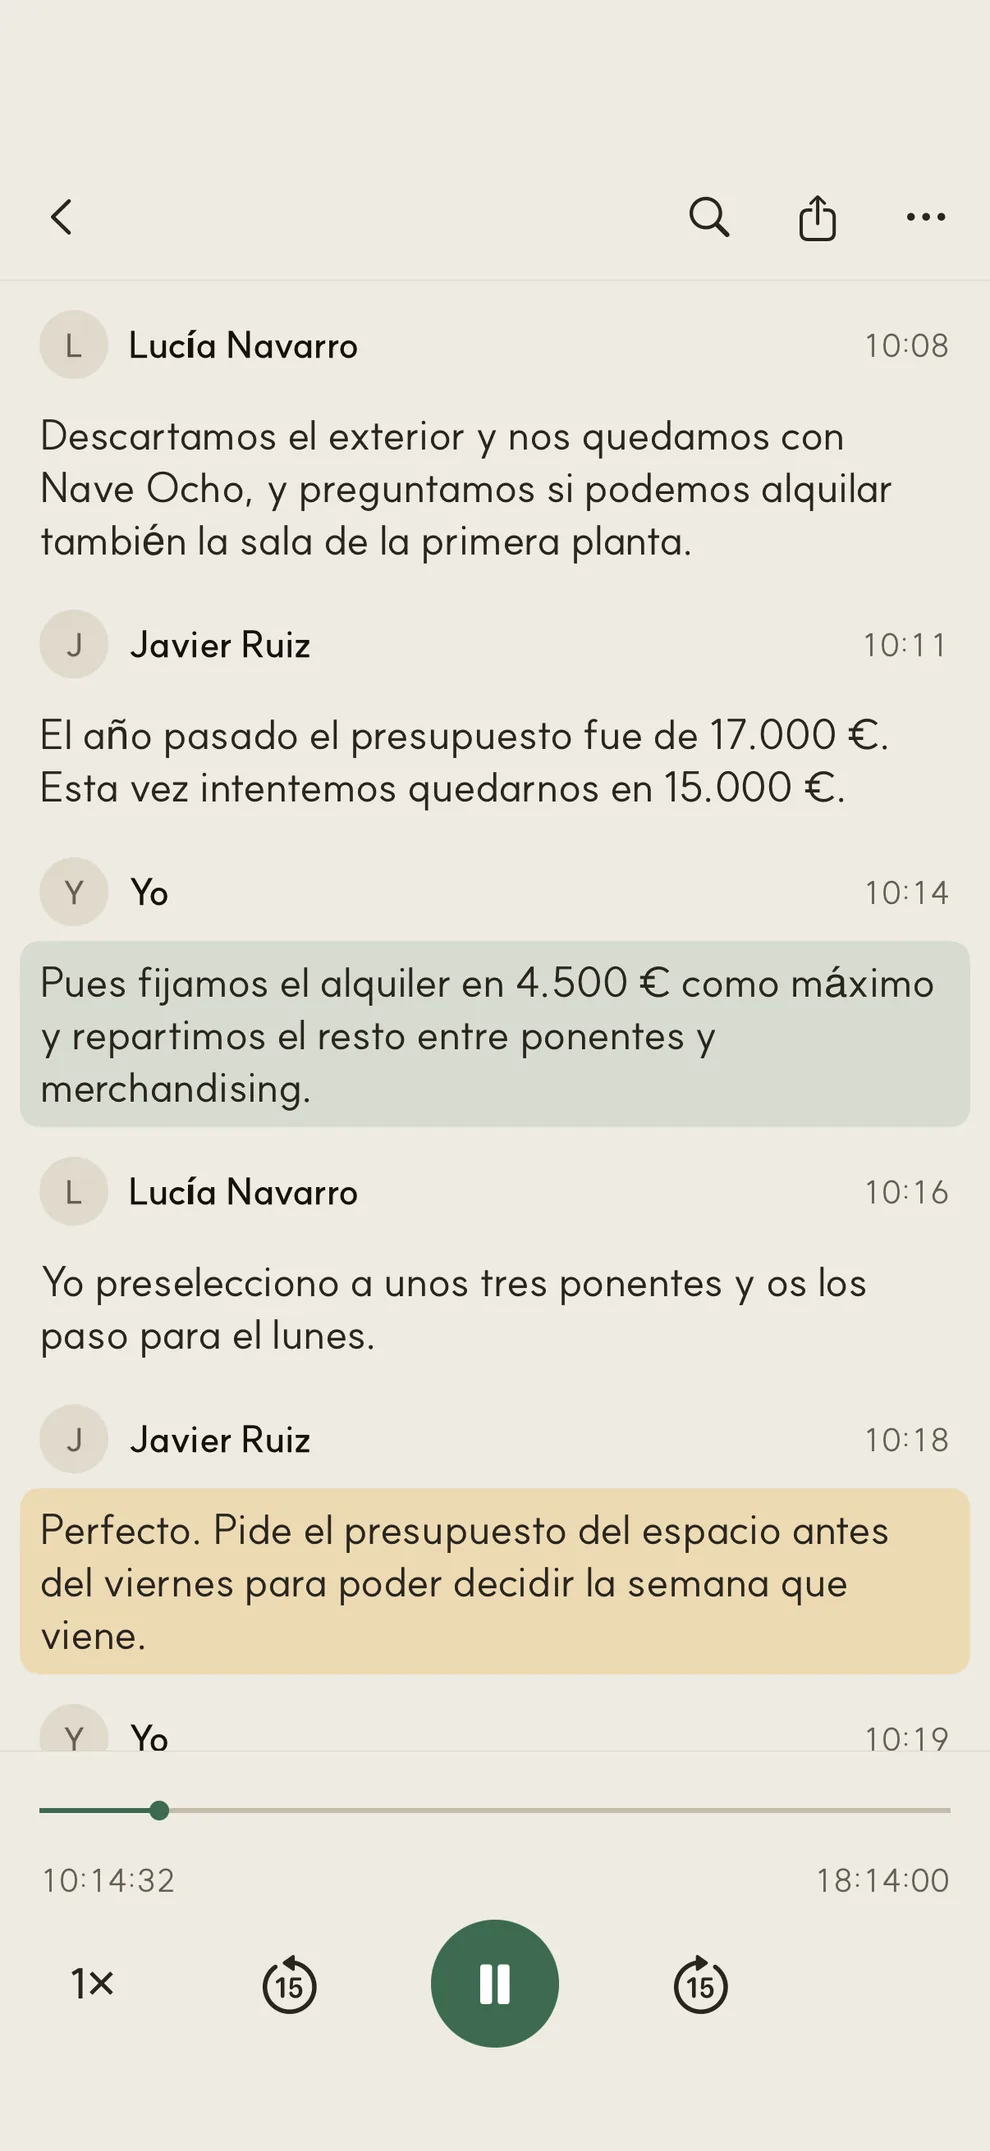 L Lucía Navarro 10:08
Descartamos el exterior y nos quedamos con
Nave Ocho, y preguntamos si podemos alquilar
también la sala de la primera planta.
J Javier Ruiz 10:11
El año pasado el presupuesto fue de 17.000 €.
Esta vez intentemos quedarnos en 15.000 €.
Y Yo 10:14
Pues fijamos el alquiler en 4.500 € como máximo
y repartimos el resto entre ponentes y
merchandising.
L Lucía Navarro 10:16
Yo preselecciono a unos tres ponentes y os los
paso para el lunes.
J Javier Ruiz 10:18
Perfecto. Pide el presupuesto del espacio antes
del viernes para poder decidir la semana que
viene.
Y Yo 10:19
10:14:32 18:14:00
1× 15 15